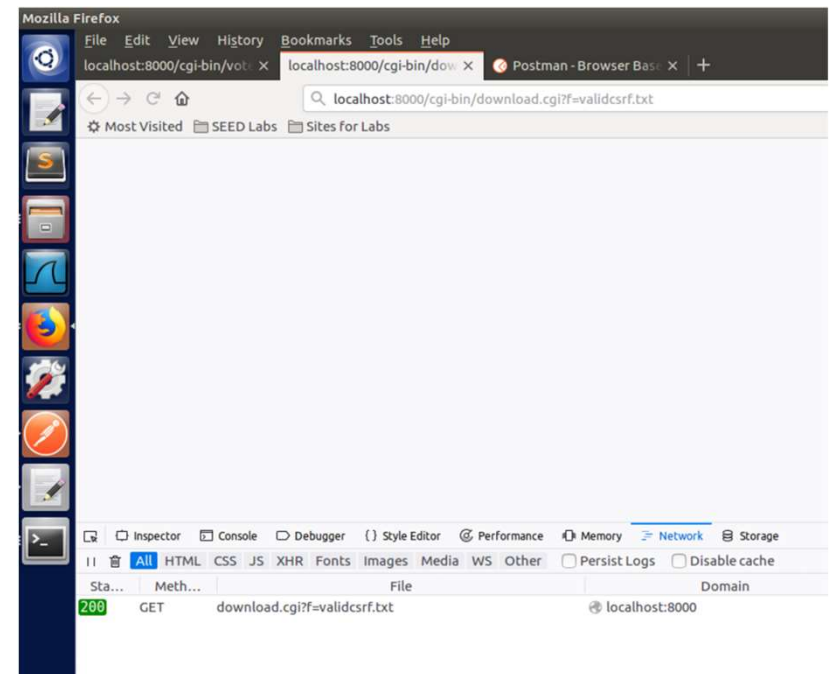 Mozilla Firefox
File Edit View History Bookmarks Tools Help
localhost:8000/cgi-bin/vote × localhost:8000/cgi-bin/dow × Postman - Browser Base × +
localhost:8000/cgi-bin/download.cgi?f=validcsrf.txt
Most Visited SEED Labs Sites for Labs
S
>_
Inspector Console Debugger {} Style Editor Performance Memory Network Storage
All HTML CSS JS XHR Fonts Images Media WS Other Persist Logs Disable cache
Sta... Meth... File Domain
200 GET download.cgi?f=validcsrf.txt localhost:8000